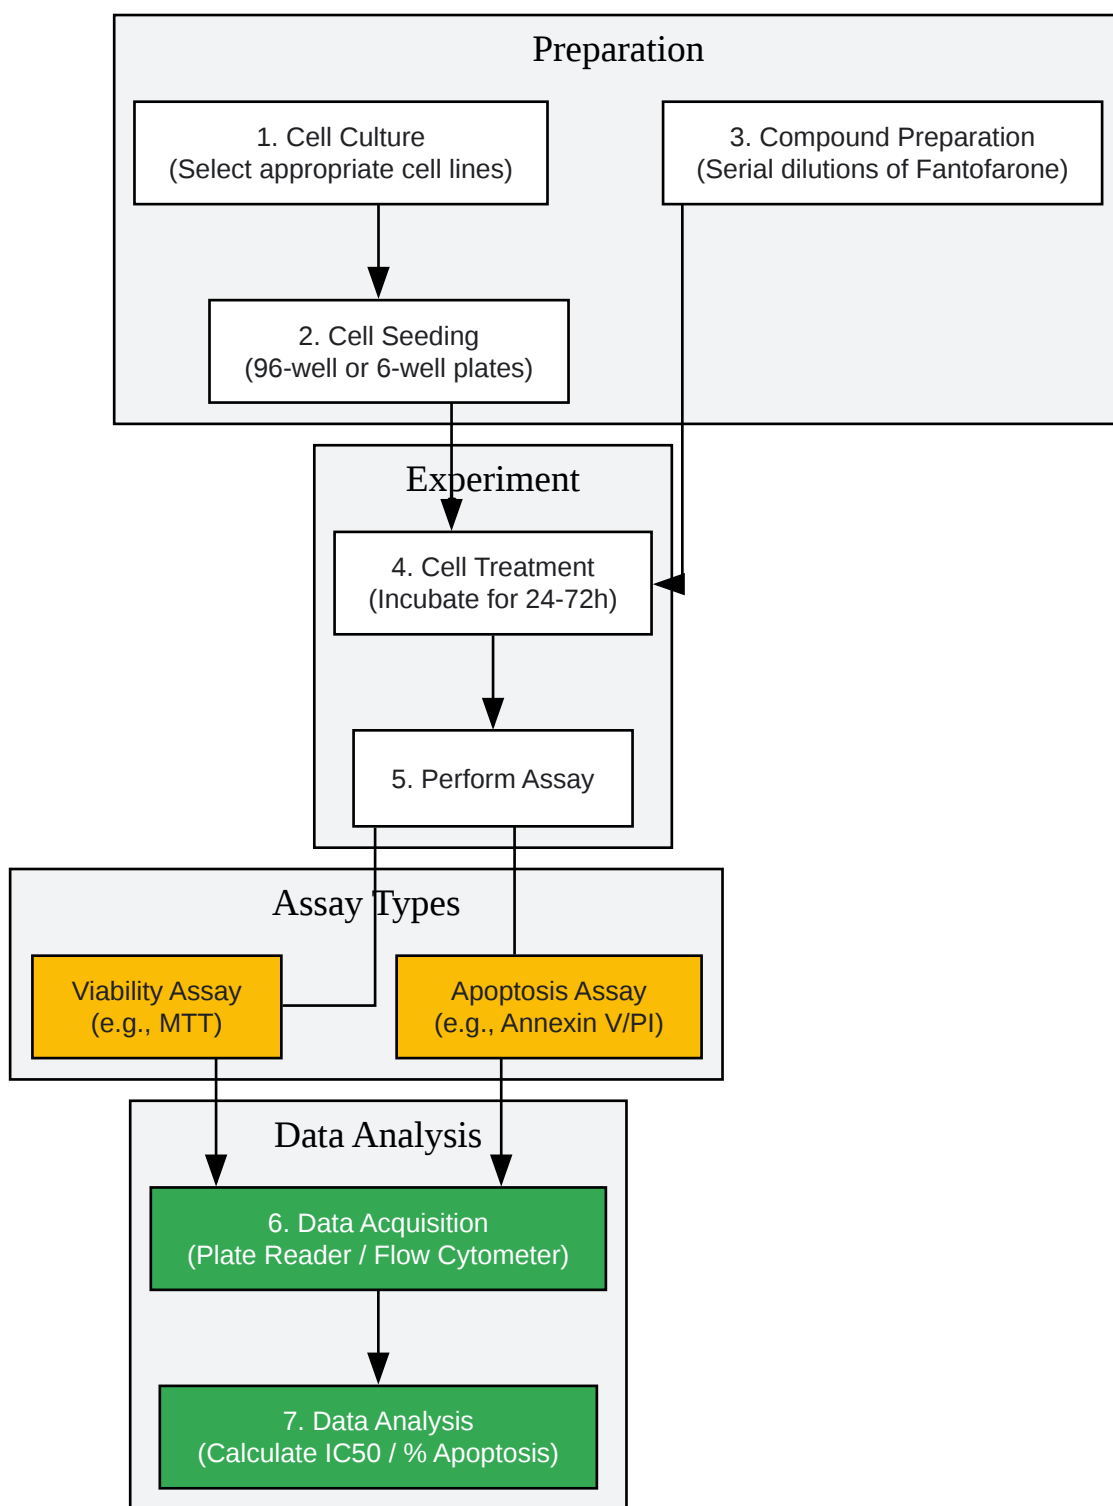 Preparation
1. Cell Culture
(Select appropriate cell lines)
3. Compound Preparation
(Serial dilutions of Fantofarone)
2. Cell Seeding
(96-well or 6-well plates)
Experiment
4. Cell Treatment
(Incubate for 24-72h)
5. Perform Assay
Assay Types
Viability Assay
(e.g., MTT)
Apoptosis Assay
(e.g., Annexin V/PI)
Data Analysis
6. Data Acquisition
(Plate Reader / Flow Cytometer)
7. Data Analysis
(Calculate IC50 / % Apoptosis)